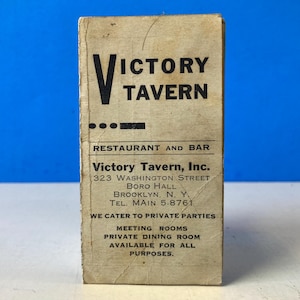 VICTORY
TAVERN
RESTAURANT AND BAR
Victory Tavern, Inc.
323 WASHINGTON STREET
BORO HALL
BROOKLYN, N. Y.
TEL. MAIN 5-8761
WE CATER TO PRIVATE PARTIES
MEETING ROOMS
PRIVATE DINING ROOM
AVAILABLE FOR ALL
PURPOSES.